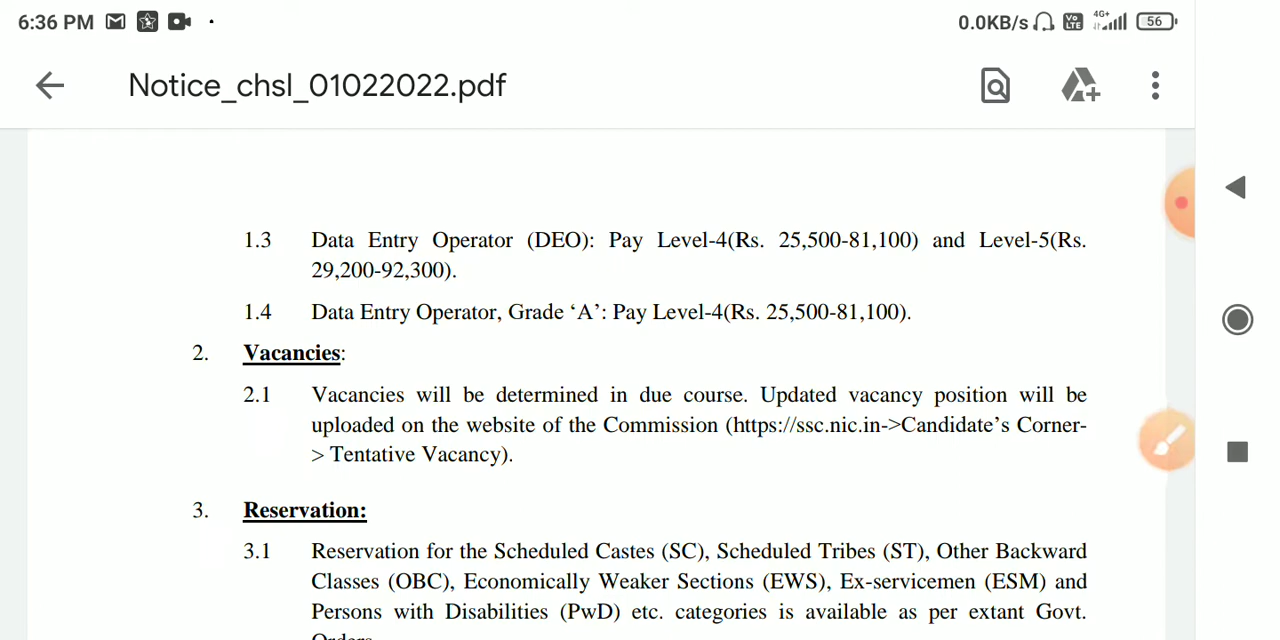 6:36 PM
0.0KB/s Vo LTE 4G+ 56
Notice_chsl_01022022.pdf
1.3 Data Entry Operator (DEO): Pay Level-4(Rs. 25,500-81,100) and Level-5(Rs.
29,200-92,300).
1.4 Data Entry Operator, Grade ‘A’: Pay Level-4(Rs. 25,500-81,100).
2. Vacancies:
2.1 Vacancies will be determined in due course. Updated vacancy position will be
uploaded on the website of the Commission (https://ssc.nic.in->Candidate’s Corner-
> Tentative Vacancy).
3. Reservation:
3.1 Reservation for the Scheduled Castes (SC), Scheduled Tribes (ST), Other Backward
Classes (OBC), Economically Weaker Sections (EWS), Ex-servicemen (ESM) and
Persons with Disabilities (PwD) etc. categories is available as per extant Govt.
Orders